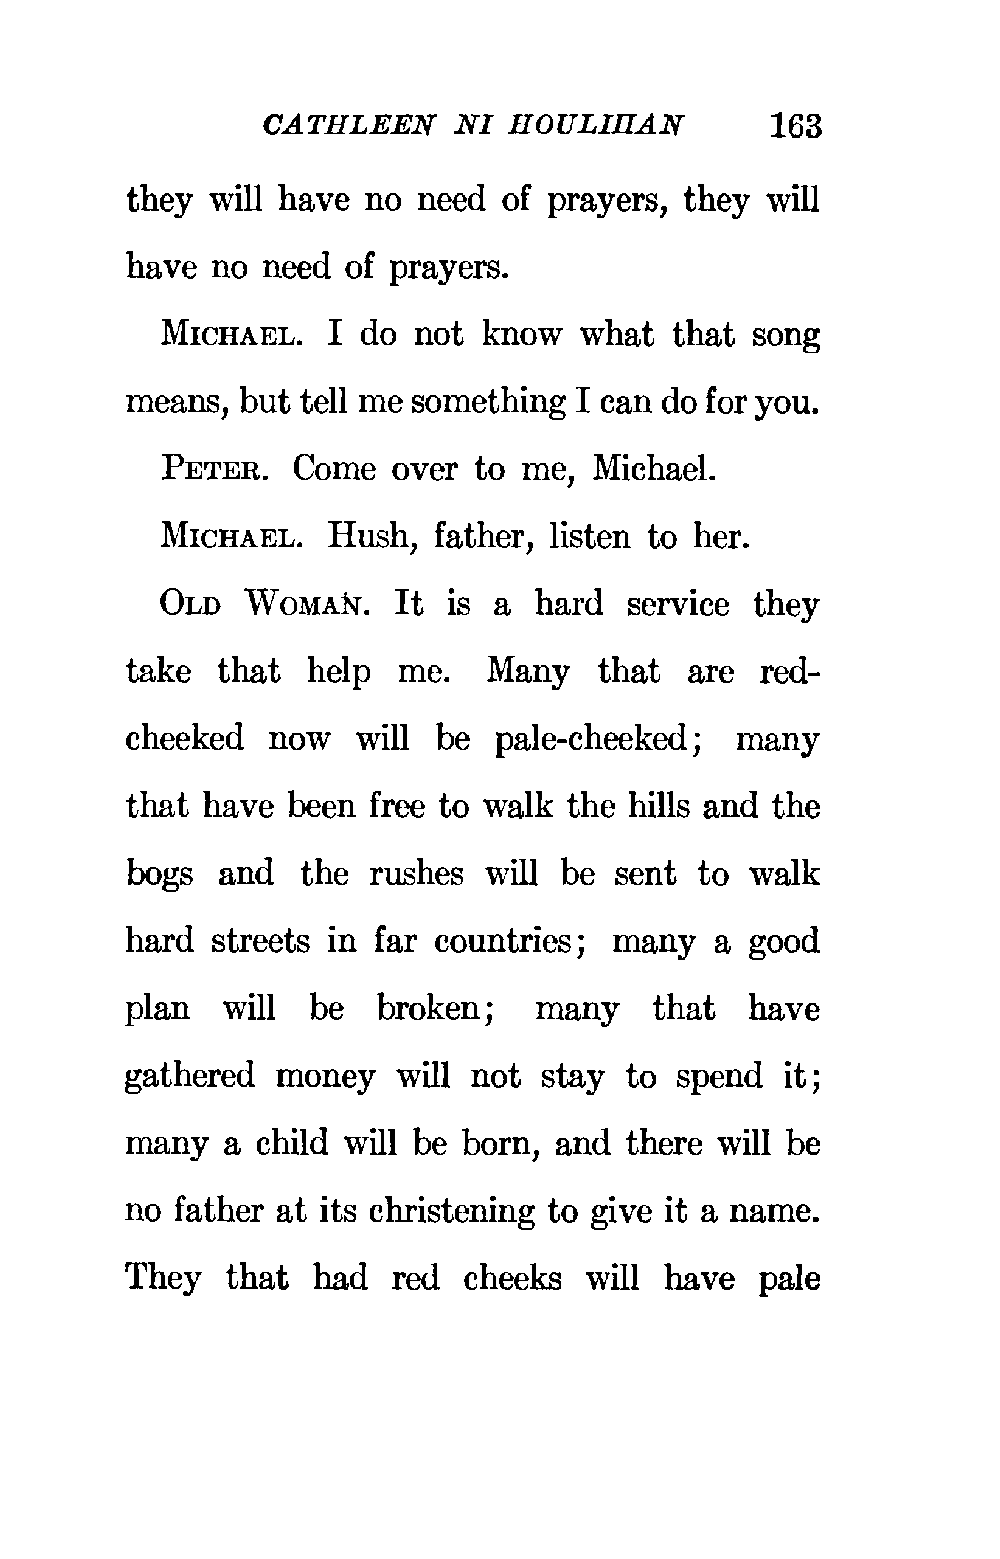 CATHLEEN NI HOULIHAN 163
they will have no need of prayers, they will
have no need of prayers.
MICHAEL. I do not know what that song
means, but tell me something I can do for you.
PETER. Come over to me, Michael.
MICHAEL. Hush, father, listen to her.
OLD WOMAN. It is a hard service they
take that help me. Many that are red-
cheeked now will be pale-cheeked; many
that have been free to walk the hills and the
bogs and the rushes will be sent to walk
hard streets in far countries; many a good
plan will be broken; many that have
gathered money will not stay to spend it;
many a child will be born, and there will be
no father at its christening to give it a name.
They that had red cheeks will have pale